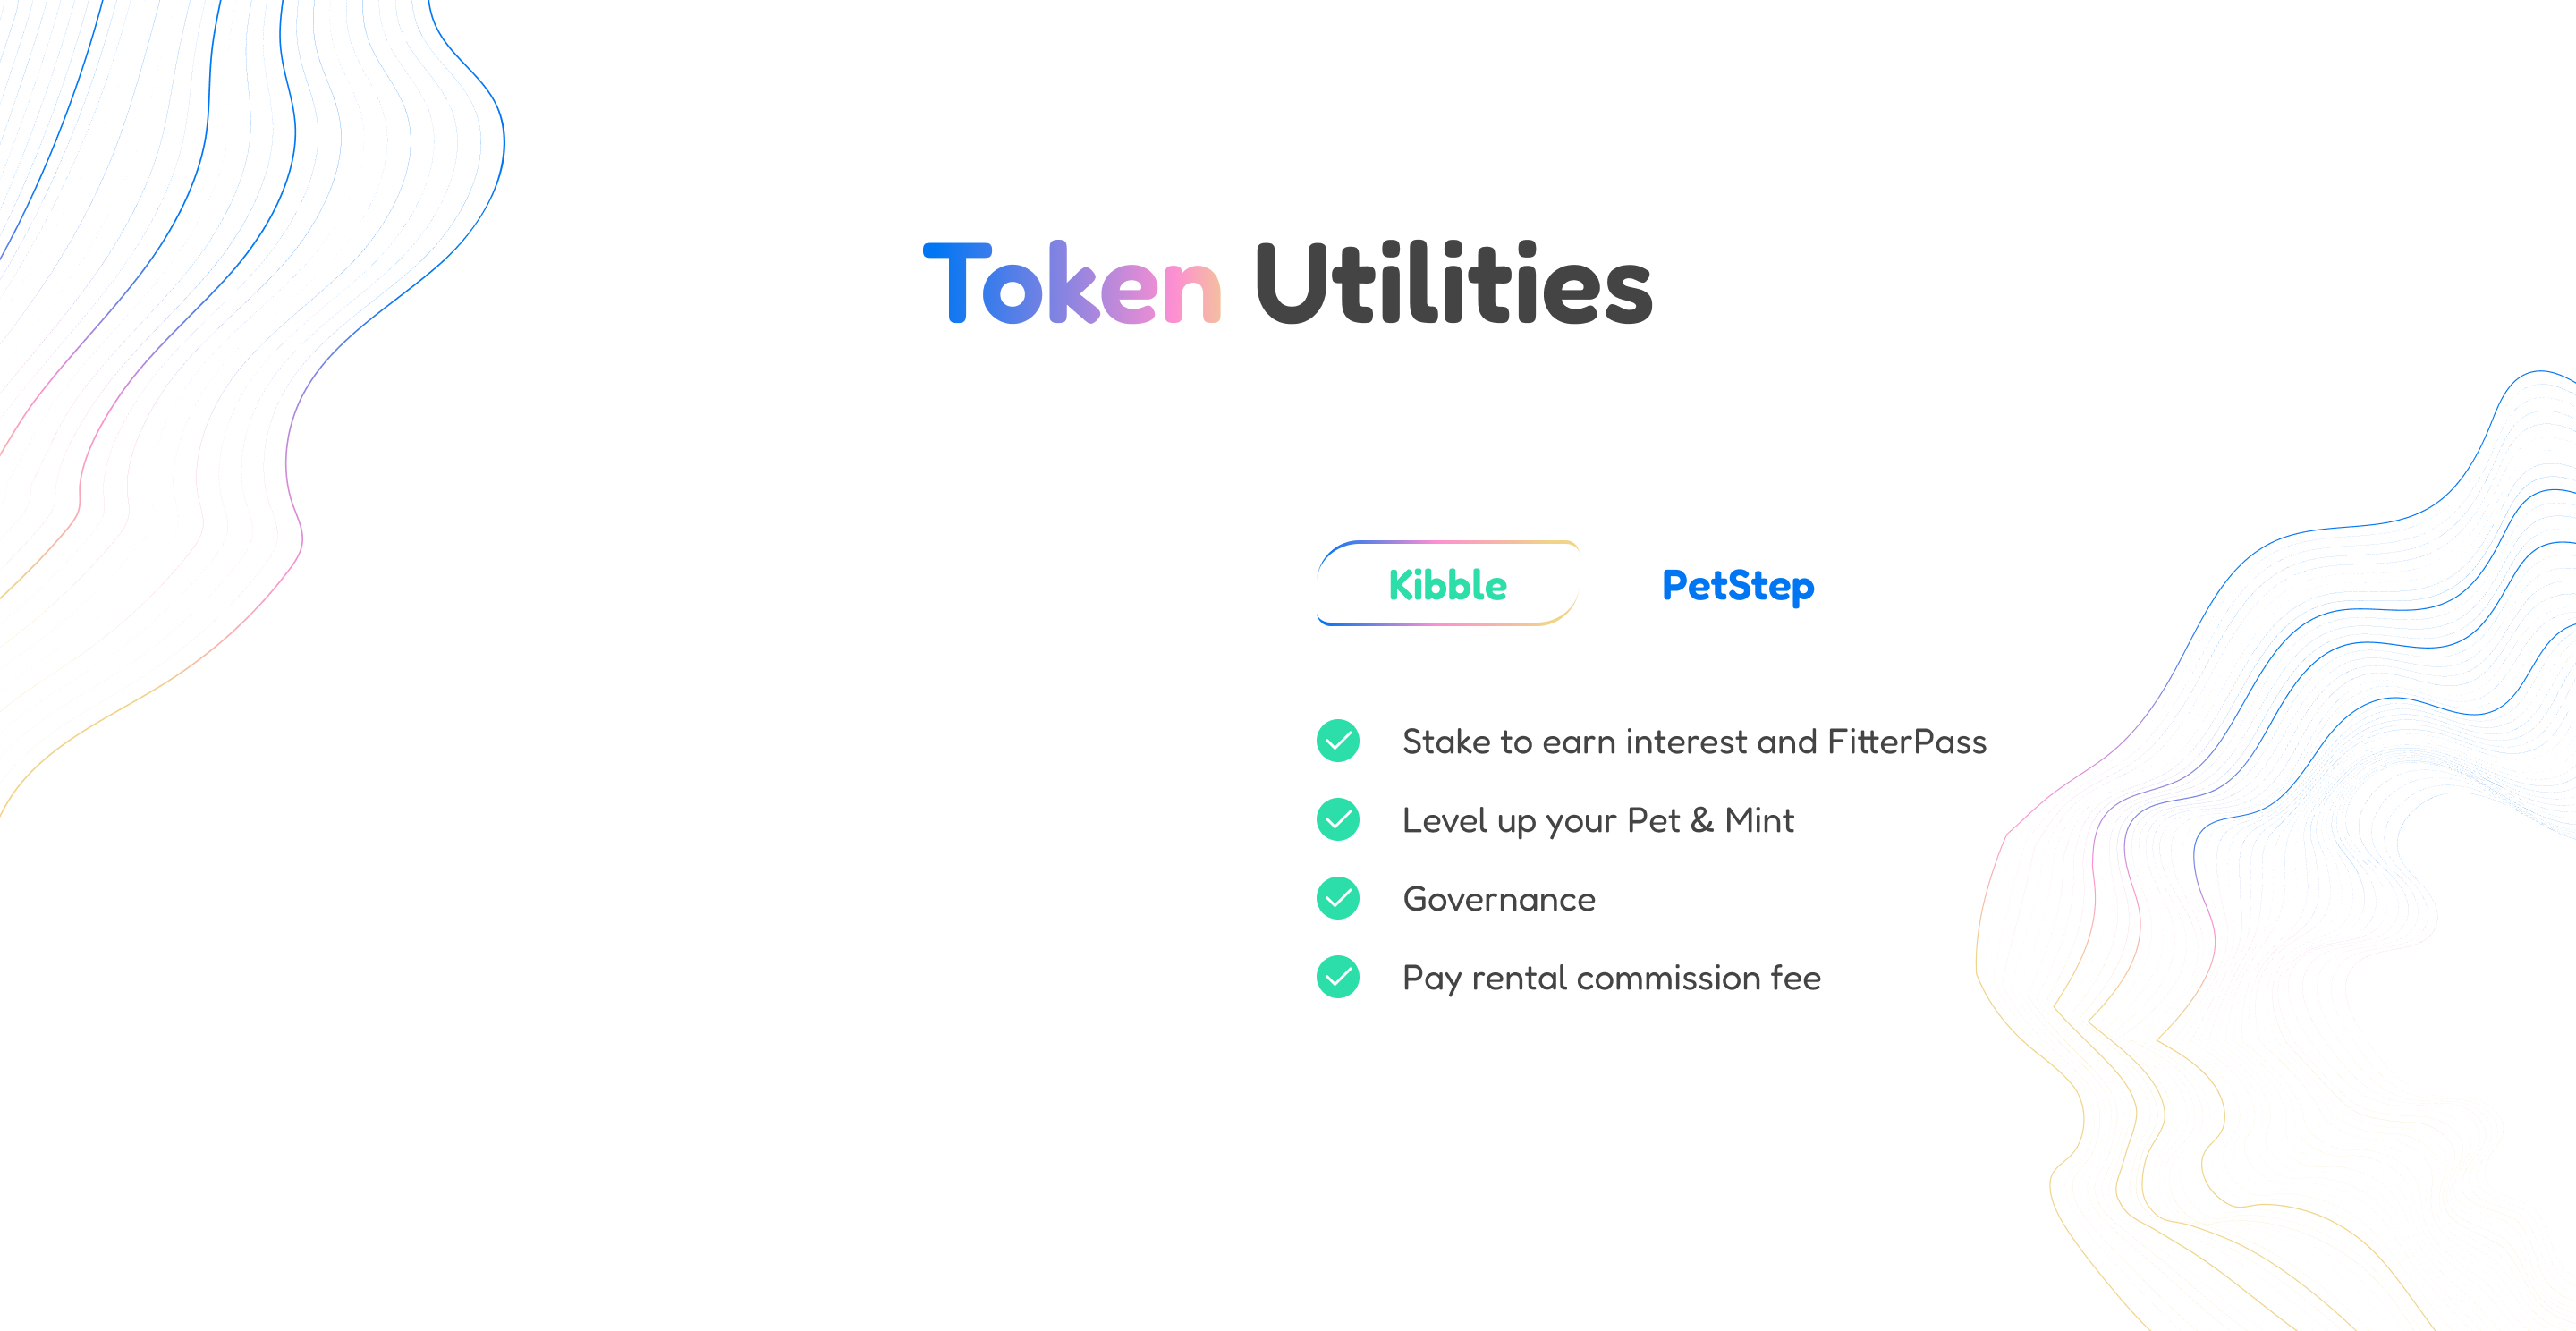 Token Utilities
Kibble PetStep
Stake to earn interest and FitterPass
Level up your Pet & Mint
Governance
Pay rental commission fee